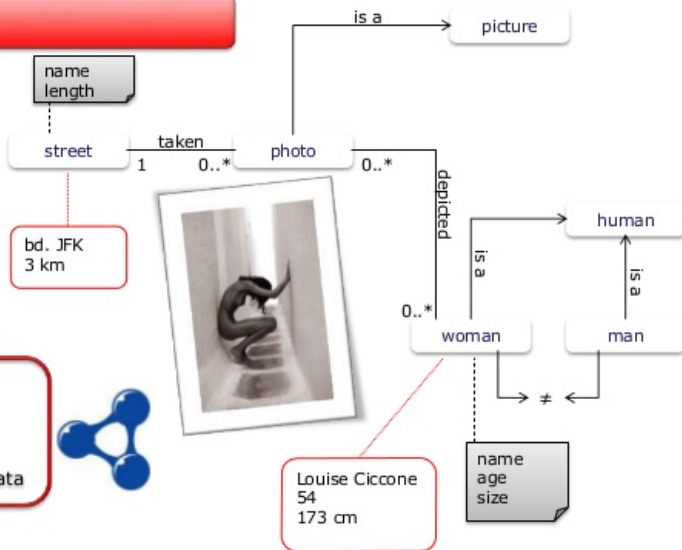 is a
picture
name
length
street
taken
photo
1
0..*
0..*
depicted
human
bd. JFK
3 km
is a
is a
0..*
woman
man
≠
ata
Louise Ciccone
54
173 cm
name
age
size